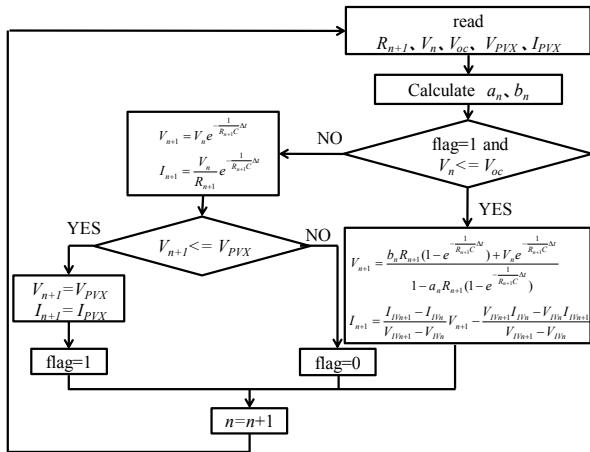 read
R_{n+1}、V_n、V_{oc}、V_{PVX}、I_{PVX}
Calculate a_n、b_n
flag=1 and
V_n<= V_{oc}
NO
YES
V_{n+1}=V_n e^{-\frac{1}{R_{n+1}C}Δt}
I_{n+1}=\frac{V_n}{R_{n+1}} e^{-\frac{1}{R_{n+1}C}Δt}
V_{n+1}<= V_{PVX}
YES
NO
V_{n+1}=V_{PVX}
I_{n+1}=I_{PVX}
flag=1
flag=0
V_{n+1}=\frac{b_n R_{n+1}(1-e^{-\frac{1}{R_{n+1}C}Δt})+V_n e^{-\frac{1}{R_{n+1}C}Δt}}{1-a_n R_{n+1}(1-e^{-\frac{1}{R_{n+1}C}Δt})}
I_{n+1}=\frac{I_{IVn+1}-I_{IVn}}{V_{IVn+1}-V_{IVn}}V_{n+1}-\frac{V_{IVn+1}I_{IVn}-V_{IVn}I_{IVn+1}}{V_{IVn+1}-V_{IVn}}
n=n+1